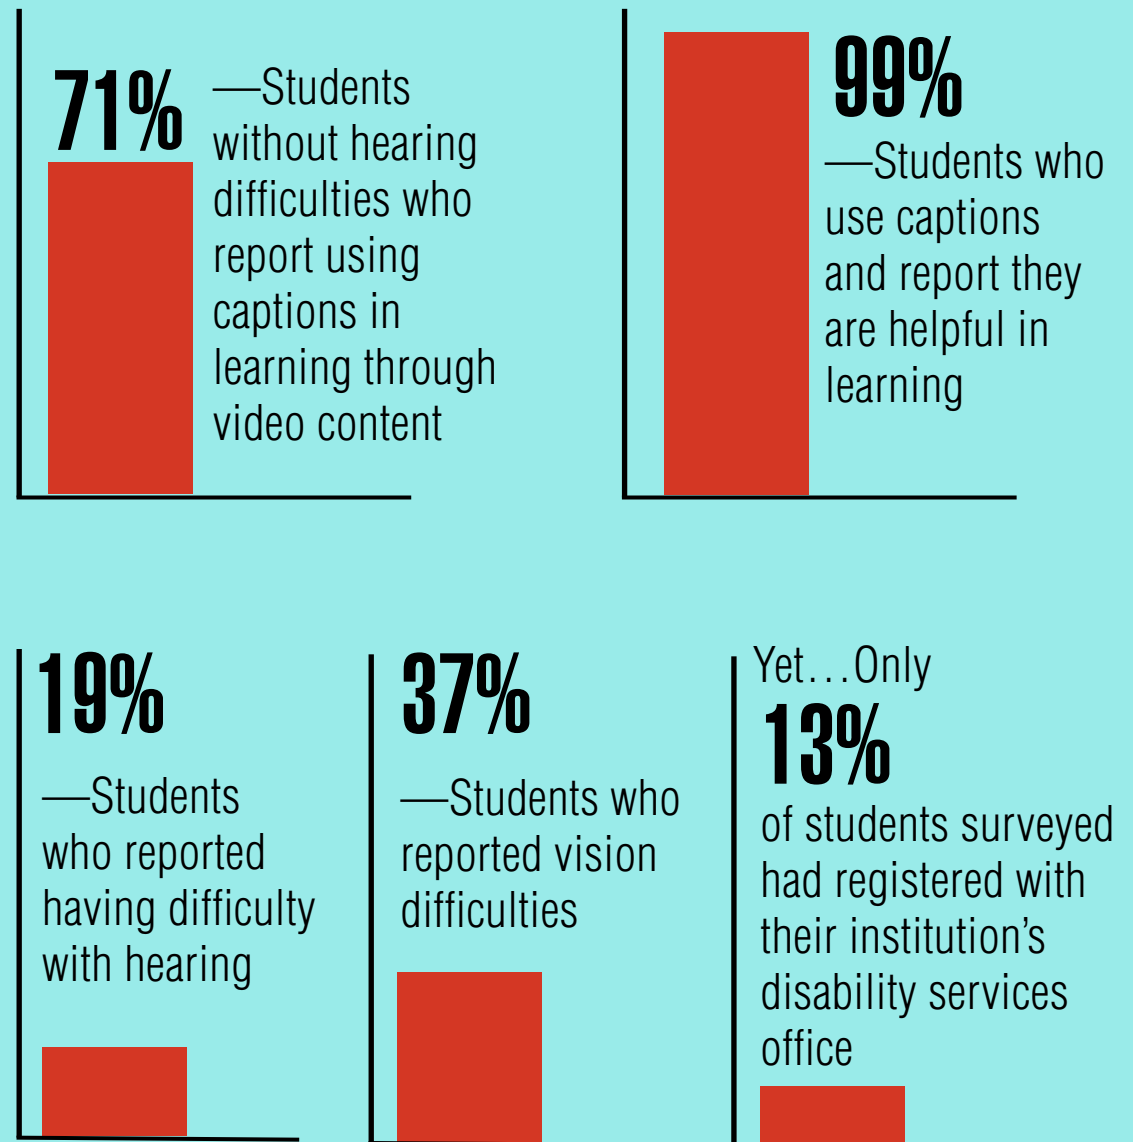 71%
—Students
without hearing
difficulties who
report using
captions in
learning through
video content
99%
—Students who
use captions
and report they
are helpful in
learning
19%
—Students
who reported
having difficulty
with hearing
37%
—Students who
reported vision
difficulties
Yet…Only
13%
of students surveyed
had registered with
their institution’s
disability services
office